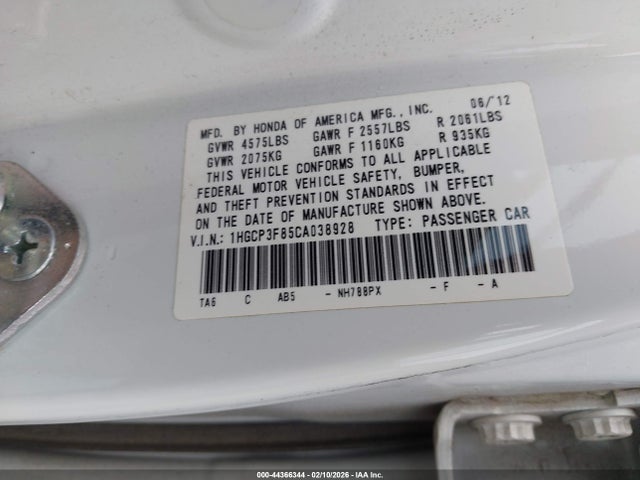 MFD. BY HONDA OF AMERICA MFG., INC. 06/'12
GVWR 4575LBS GAWR F 2557LBS R 2061LBS
GVWR 2075KG GAWR F 1160KG R 935KG
THIS VEHICLE CONFORMS TO ALL APPLICABLE
FEDERAL MOTOR VEHICLE SAFETY, BUMPER,
AND THEFT PREVENTION STANDARDS IN EFFECT
ON THE DATE OF MANUFACTURE SHOWN ABOVE.
V.I.N.: 1HGCP3F85CA038928 TYPE: PASSENGER CAR
TA6 C AB5 - NH788PX - F - A
000-44366344 - 02/10/2026 - IAA Inc.